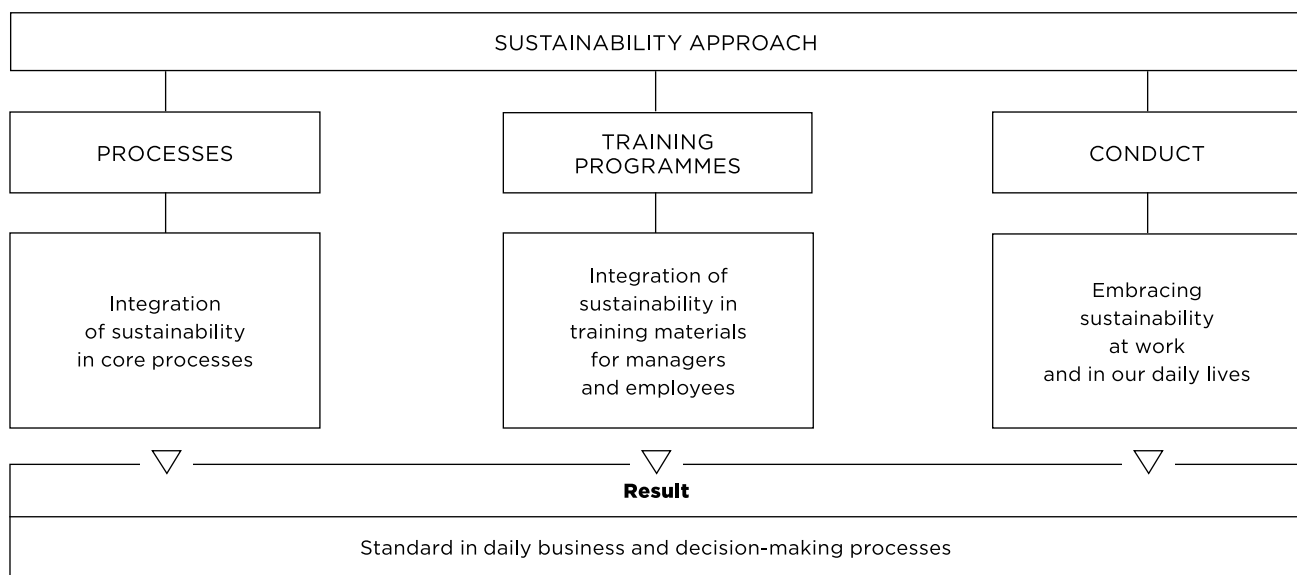 SUSTAINABILITY APPROACH
PROCESSES
TRAINING
PROGRAMMES
CONDUCT
Integration
of sustainability
in core processes
Integration of
sustainability in
training materials
for managers
and employees
Embracing
sustainability
at work
and in our daily lives
Result
Standard in daily business and decision-making processes